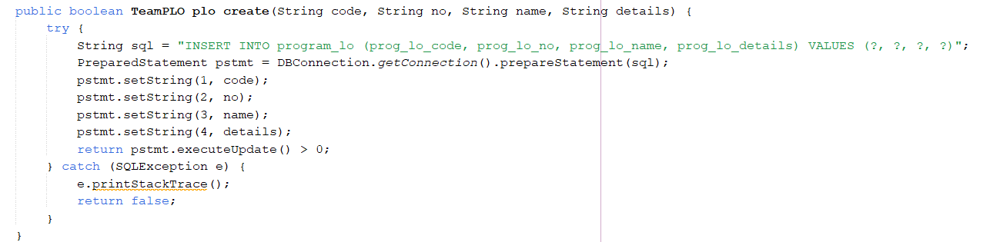 public boolean TeamPLO plo create(String code, String no, String name, String details) {
try {
String sql = "INSERT INTO program_lo (prog_lo_code, prog_lo_no, prog_lo_name, prog_lo_details) VALUES (?, ?, ?, ?)";
PreparedStatement pstmt = DBConnection.getConnection().prepareStatement(sql);
pstmt.setString(1, code);
pstmt.setString(2, no);
pstmt.setString(3, name);
pstmt.setString(4, details);
return pstmt.executeUpdate() > 0;
} catch (SQLException e) {
e.printStackTrace();
return false;
}
}